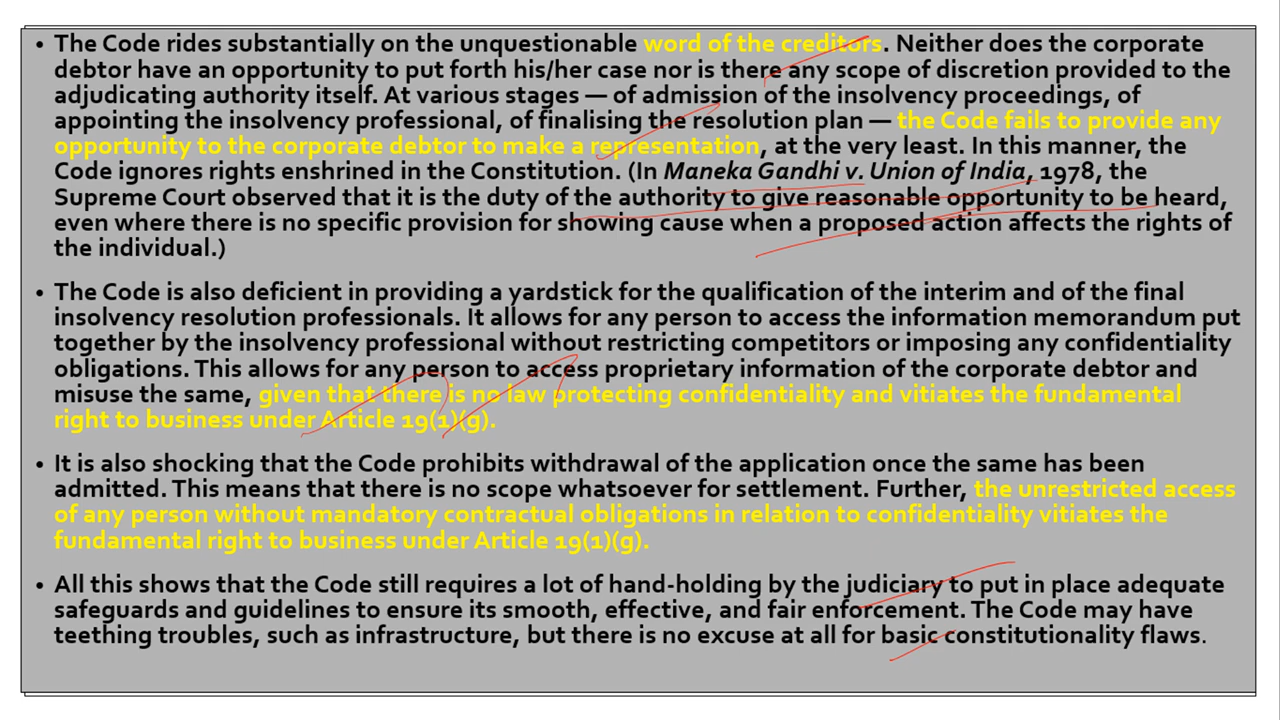 • The Code rides substantially on the unquestionable word of the creditors. Neither does the corporate
debtor have an opportunity to put forth his/her case nor is there any scope of discretion provided to the
adjudicating authority itself. At various stages — of admission of the insolvency proceedings, of
appointing the insolvency professional, of finalising the resolution plan — the Code fails to provide any
opportunity to the corporate debtor to make a representation, at the very least. In this manner, the
Code ignores rights enshrined in the Constitution. (In Maneka Gandhi v. Union of India, 1978, the
Supreme Court observed that it is the duty of the authority to give reasonable opportunity to be heard,
even where there is no specific provision for showing cause when a proposed action affects the rights of
the individual.)
• The Code is also deficient in providing a yardstick for the qualification of the interim and of the final
insolvency resolution professionals. It allows for any person to access the information memorandum put
together by the insolvency professional without restricting competitors or imposing any confidentiality
obligations. This allows for any person to access proprietary information of the corporate debtor and
misuse the same, given that there is no law protecting confidentiality and vitiates the fundamental
right to business under Article 19(1)(g).
• It is also shocking that the Code prohibits withdrawal of the application once the same has been
admitted. This means that there is no scope whatsoever for settlement. Further, the unrestricted access
of any person without mandatory contractual obligations in relation to confidentiality vitiates the
fundamental right to business under Article 19(1)(g).
• All this shows that the Code still requires a lot of hand-holding by the judiciary to put in place adequate
safeguards and guidelines to ensure its smooth, effective, and fair enforcement. The Code may have
teething troubles, such as infrastructure, but there is no excuse at all for basic constitutionality flaws.